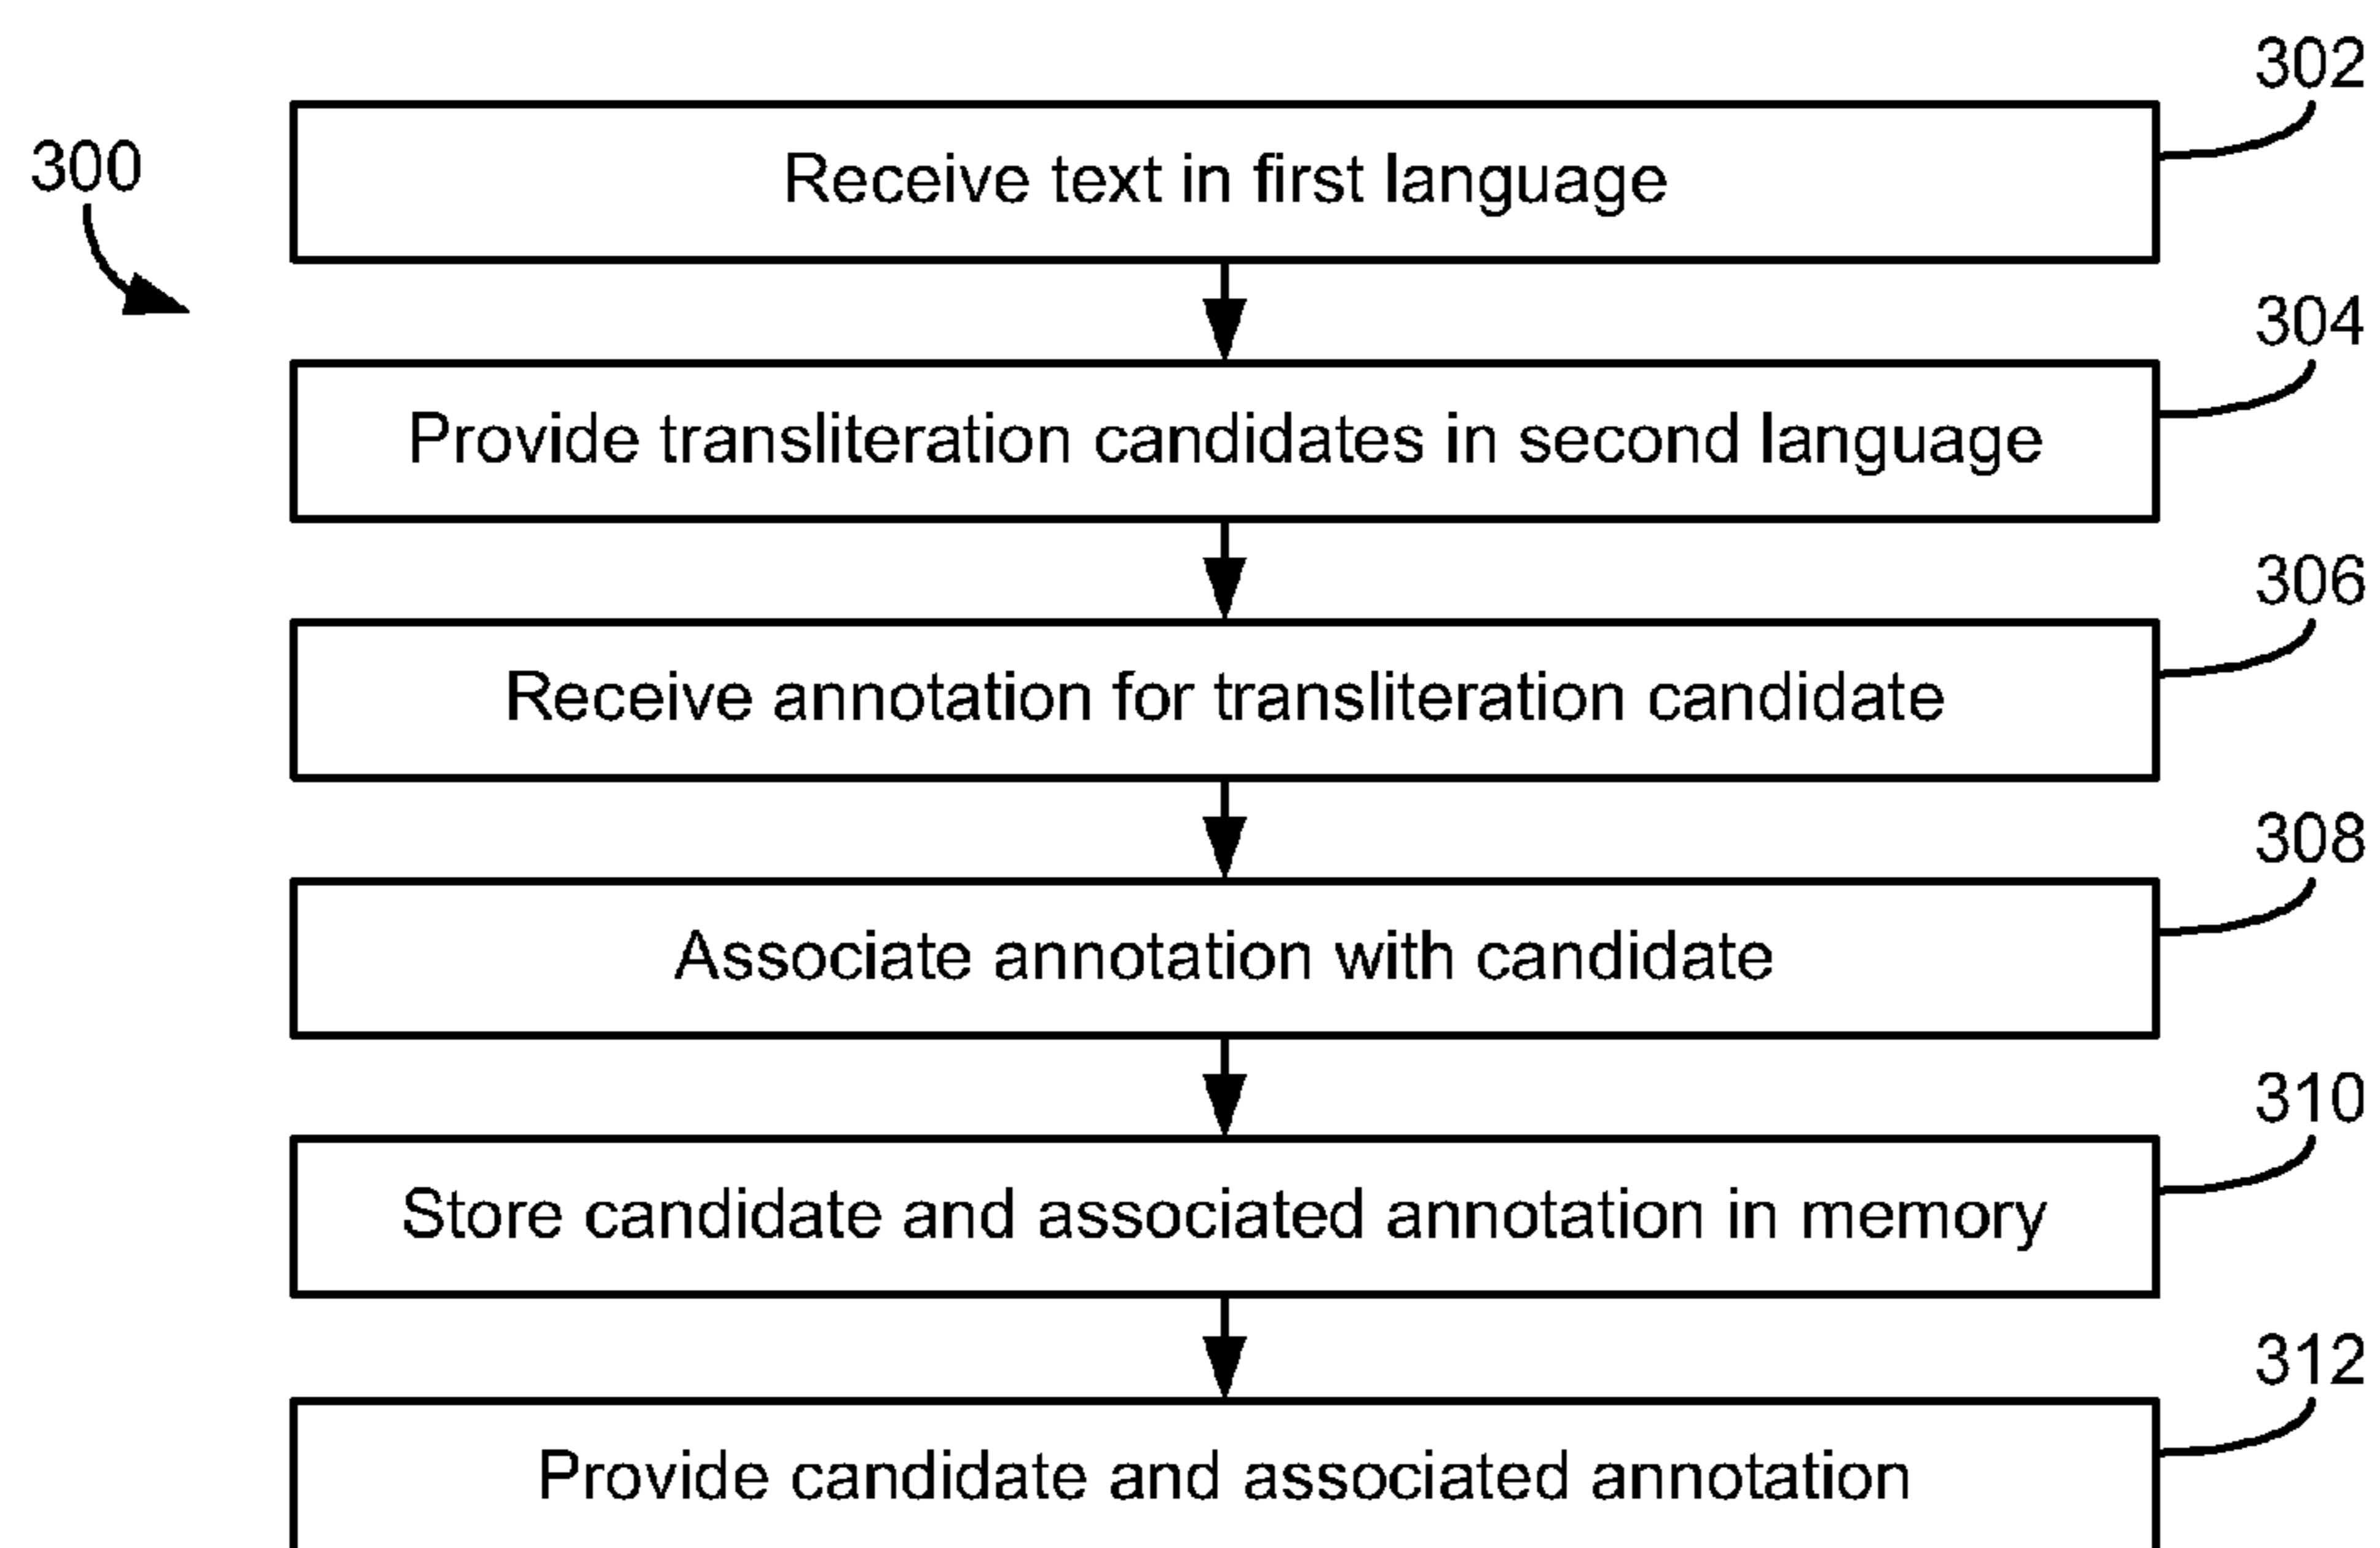 302
300
Receive text in first language
304
Provide transliteration candidates in second language
306
Receive annotation for transliteration candidate
308
Associate annotation with candidate
310
Store candidate and associated annotation in memory
312
Provide candidate and associated annotation